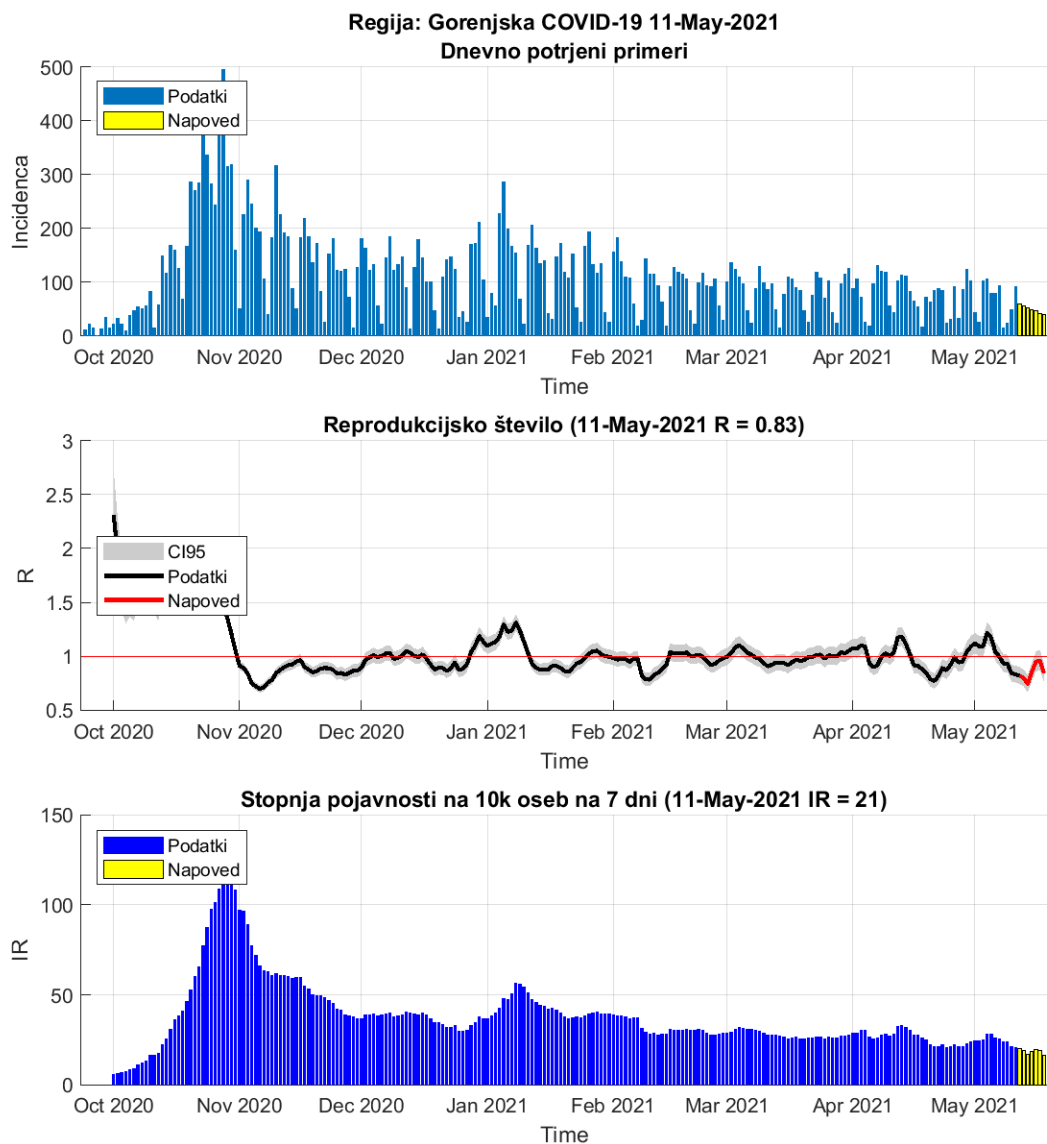 Regija: Gorenjska COVID-19 11-May-2021
Dnevno potrjeni primeri
500
400
300
200
100
0
Incidenca
Podatki
Napoved
Oct 2020 Nov 2020 Dec 2020 Jan 2021 Feb 2021 Mar 2021 Apr 2021 May 2021
Time
Reprodukcijsko število (11-May-2021 R = 0.83)
3
2.5
2
1.5
1
0.5
R
CI95
Podatki
Napoved
Oct 2020 Nov 2020 Dec 2020 Jan 2021 Feb 2021 Mar 2021 Apr 2021 May 2021
Time
Stopnja pojavnosti na 10k oseb na 7 dni (11-May-2021 IR = 21)
150
100
50
0
IR
Podatki
Napoved
Oct 2020 Nov 2020 Dec 2020 Jan 2021 Feb 2021 Mar 2021 Apr 2021 May 2021
Time